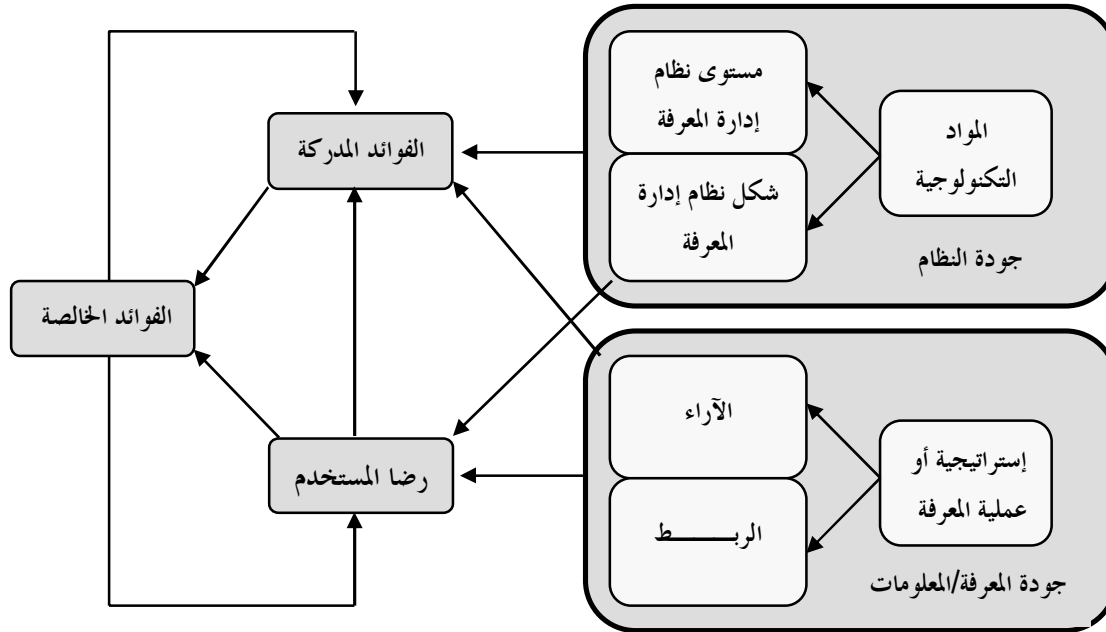 مستوى نظام
إدارة المعرفة
المواد
التكنولوجية
الفوائد المدركة
شكل نظام إدارة
المعرفة
جودة النظام
الفوائد الخالصة
الآراء
إستراتيجية أو
عملية المعرفة
رضا المستخدم
الربـــــــط
جودة المعرفة/المعلومات